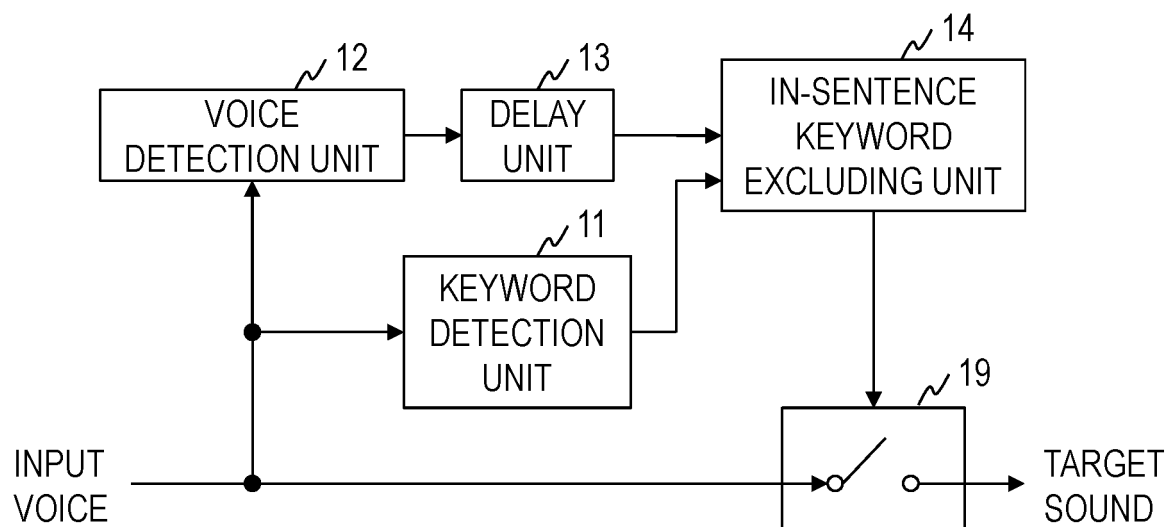 12
VOICE
DETECTION UNIT
13
DELAY
UNIT
14
IN-SENTENCE
KEYWORD
EXCLUDING UNIT
11
KEYWORD
DETECTION
UNIT
19
INPUT
VOICE
TARGET
SOUND